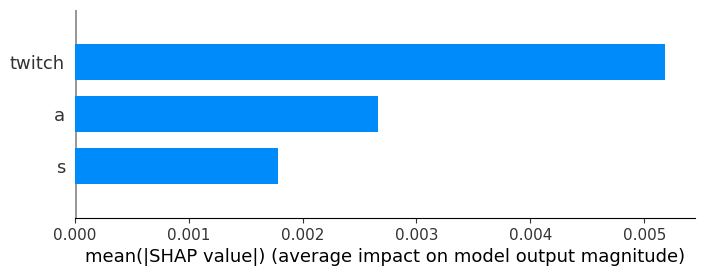 twitch
a
s
0.000 0.001 0.002 0.003 0.004 0.005
mean(|SHAP value|) (average impact on model output magnitude)